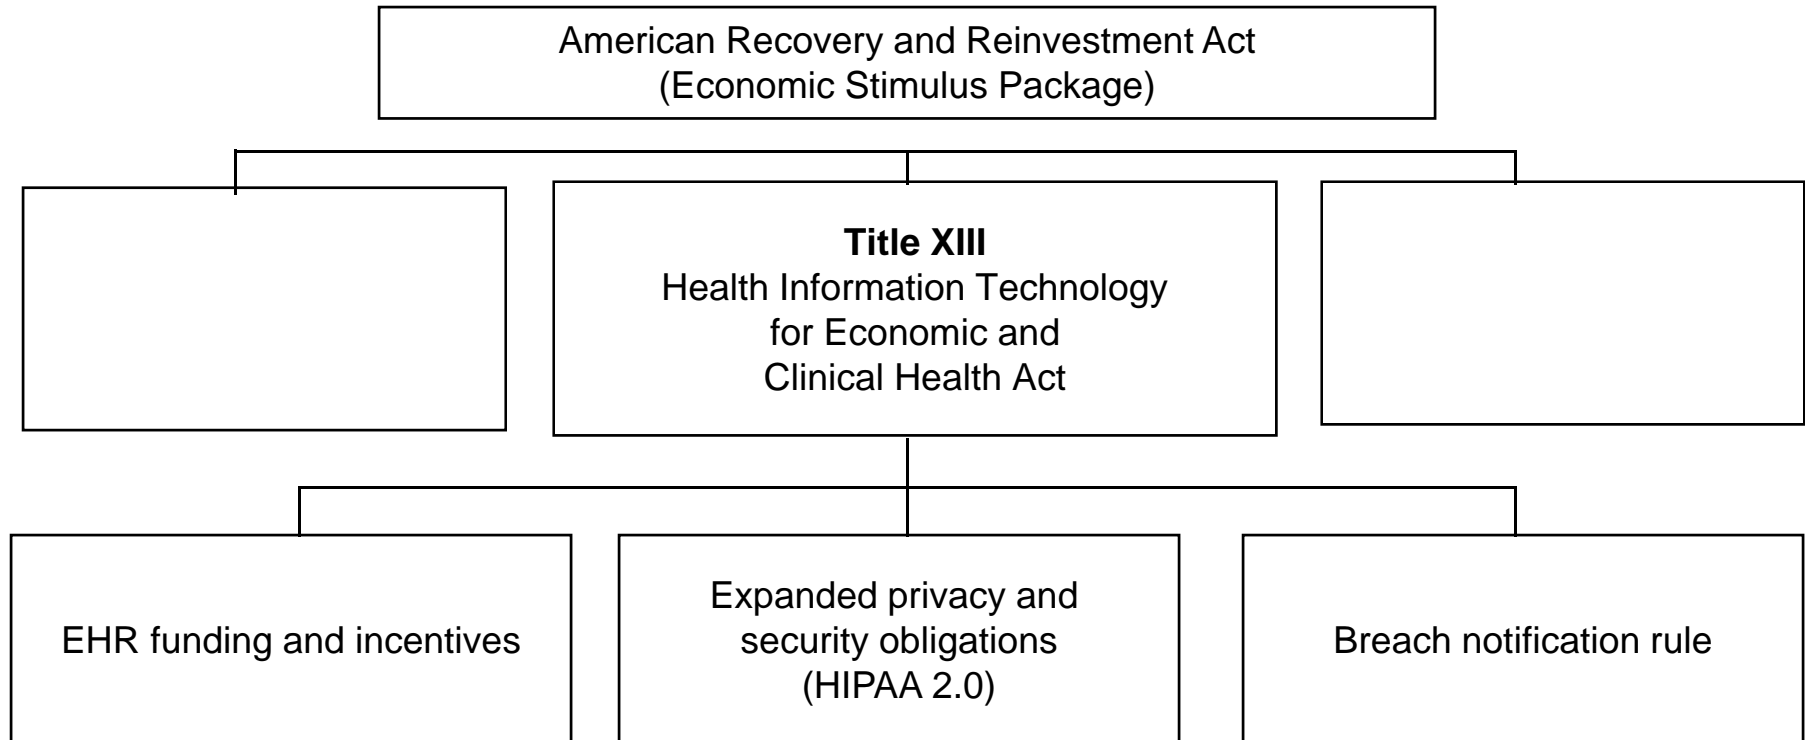 American Recovery and Reinvestment Act
(Economic Stimulus Package)
Title XIII
Health Information Technology
for Economic and
Clinical Health Act
EHR funding and incentives
Expanded privacy and
security obligations
(HIPAA 2.0)
Breach notification rule